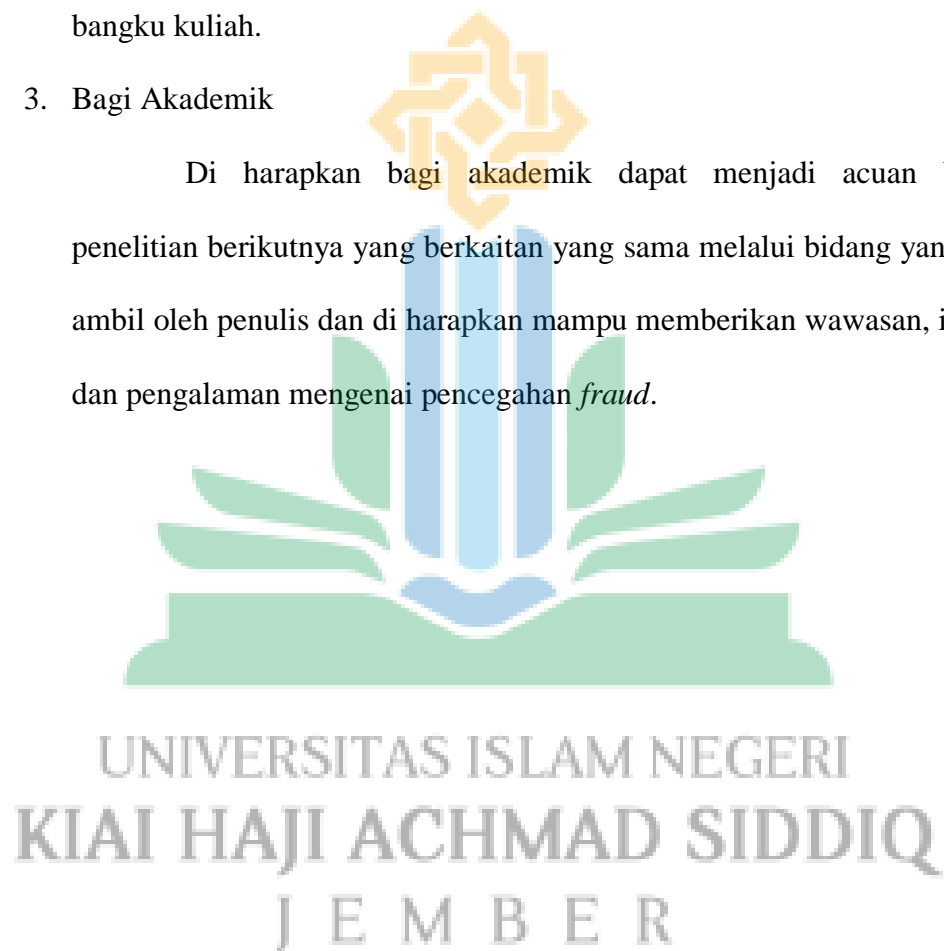 bangku kuliah.
3. Bagi Akademik
Di harapkan bagi akademik dapat menjadi acuan
penelitian berikutnya yang berkaitan yang sama melalui bidang yan
ambil oleh penulis dan di harapkan mampu memberikan wawasan, i
dan pengalaman mengenai pencegahan fraud.
UNIVERSITAS ISLAM NEGERI
KIAI HAJI ACHMAD SIDDIQ
JEMBER